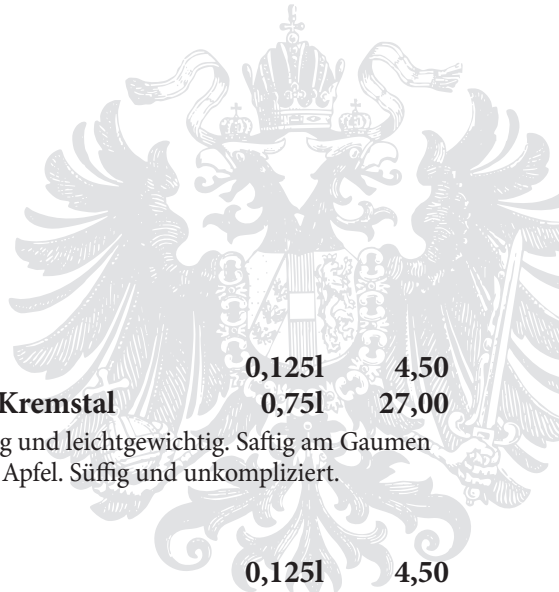 0,125l 4,50
Kremstal 0,75l 27,00
g und leichtgewichtig. Saftig am Gaumen
Apfel. Süffig und unkompliziert.
0,125l 4,50